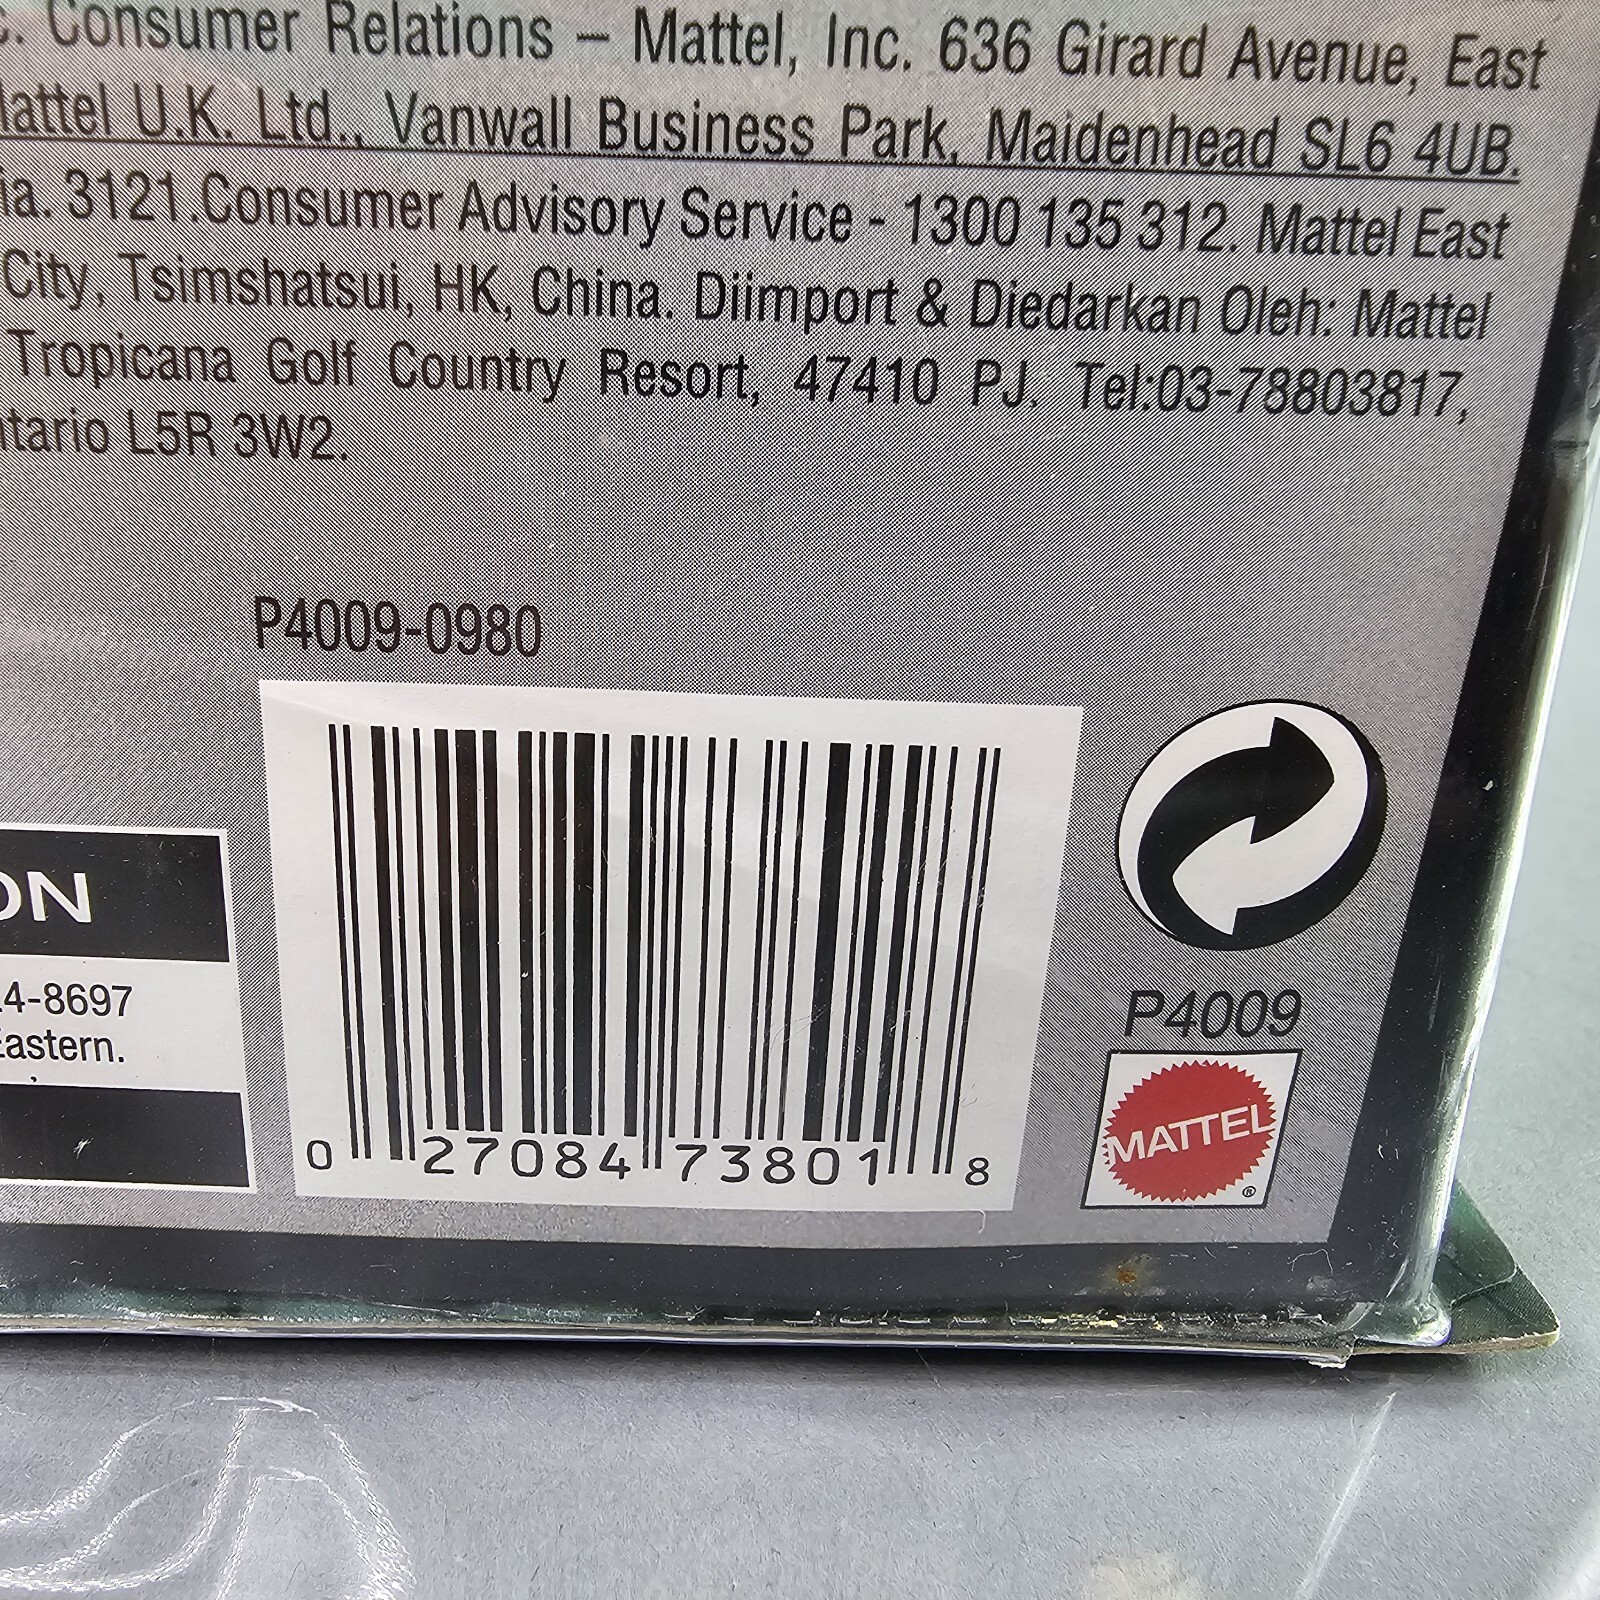 . Consumer Relations – Mattel, Inc. 636 Girard Avenue, East
Mattel U.K. Ltd., Vanwall Business Park, Maidenhead SL6 4UB.
ia. 3121.Consumer Advisory Service - 1300 135 312. Mattel East
City, Tsimshatsui, HK, China. Diimport & Diedarkan Oleh: Mattel
Tropicana Golf Country Resort, 47410 PJ. Tel:03-78803817,
ntario L5R 3W2.
P4009-0980
ON
4-8697
Eastern.
0 27084 73801 8
P4009
MATTEL
®